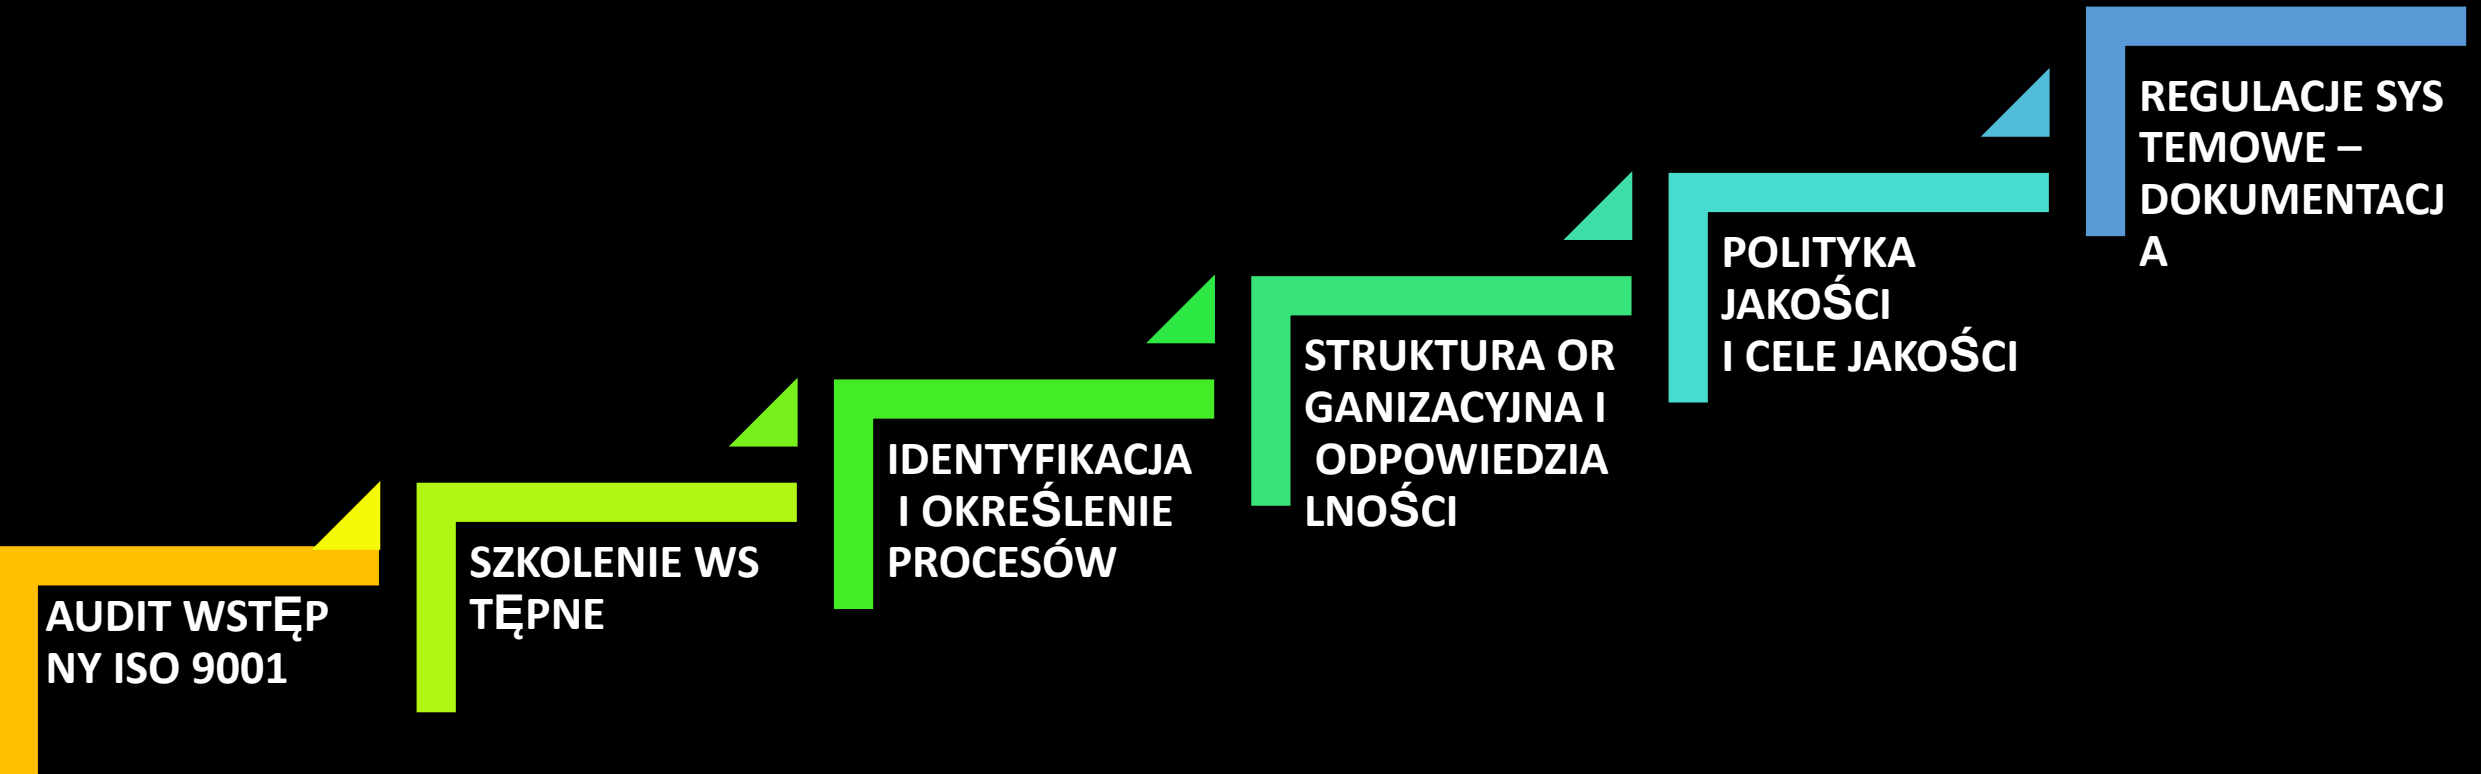 AUDIT WSTĘP
NY ISO 9001
SZKOLENIE WS
TĘPNE
IDENTYFIKACJA
I OKREŚLENIE
PROCESÓW
STRUKTURA OR
GANIZACYJNA I
ODPOWIEDZIA
LNOŚCI
POLITYKA
JAKOŚCI
I CELE JAKOŚCI
REGULACJE SYS
TEMOWE –
DOKUMENTACJ
A